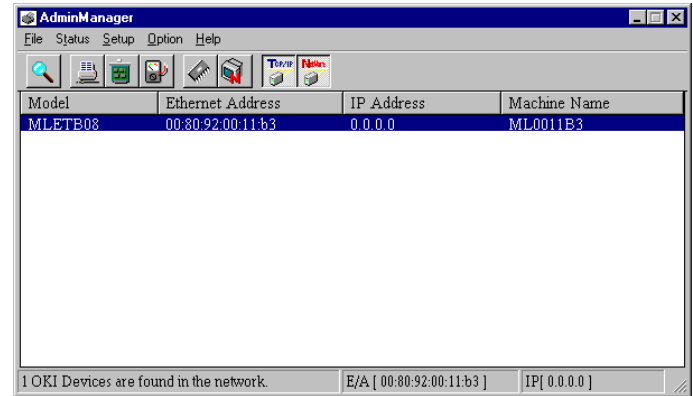 AdminManager
File Status Setup Option Help
TCP/IP
Model Ethernet Address IP Address Machine Name
MLETB08 00:80:92:00:11:b3 0.0.0.0 ML0011B3
1 OKI Devices are found in the network. E/A [ 00:80:92:00:11:b3 ] IP[ 0.0.0.0 ]